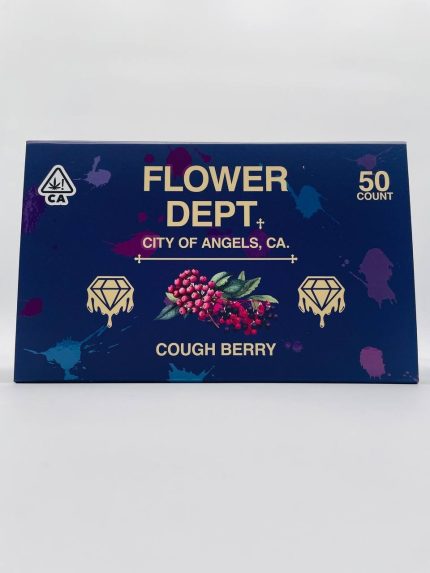 FLOWER
DEPT.
50
COUNT
CA
CITY OF ANGELS, CA.
COUGH BERRY